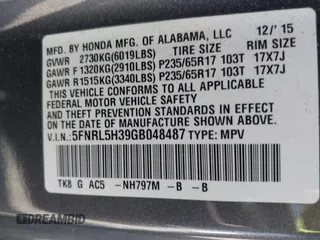 MFD. BY HONDA MFG. OF ALABAMA, LLC 12/'15
GVWR 2730KG(6019LBS) TIRE SIZE RIM SIZE
GAWR F 1320KG(2910LBS) P235/65R17 103T 17X7J
GAWR R1515KG(3340LBS) P235/65R17 103T 17X7J
THIS VEHICLE CONFORMS TO ALL APPLICABLE FEDERAL MOTOR
VEHICLE SAFETY AND THEFT PREVENTION STANDARDS IN
EFFECT ON THE DATE OF MANUFACTURE SHOWN ABOVE.
V.I.N.: 5FNRL5H39GB048487 TYPE: MPV
TK8 G AC5 -NH797M -B -B
DREAMBID